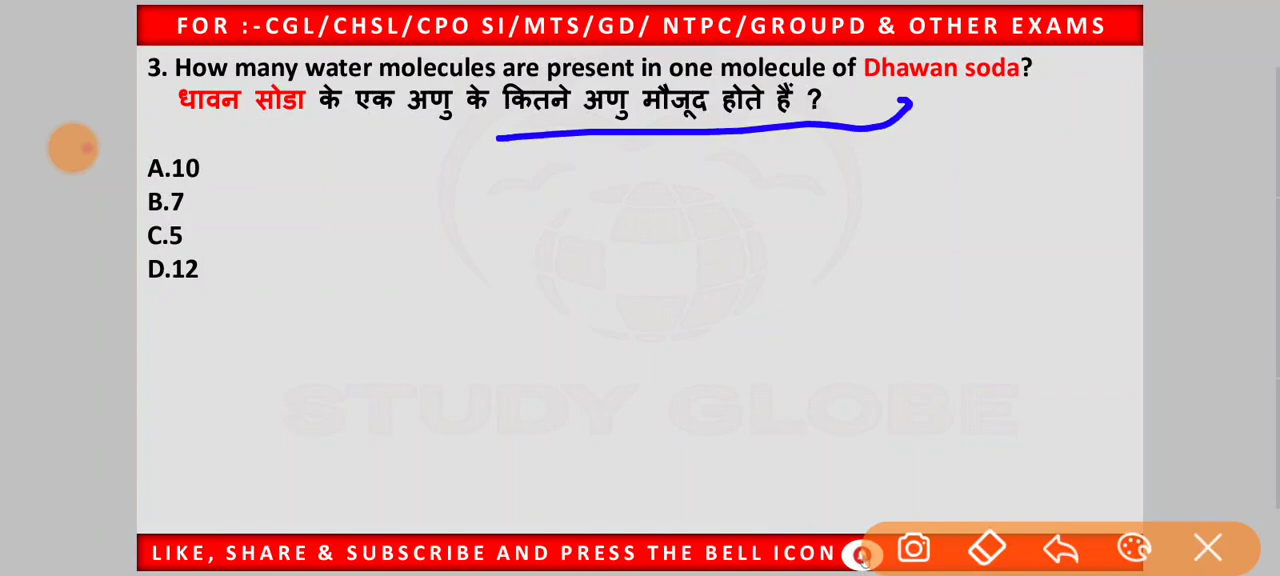 FOR :-CGL/CHSL/CPO SI/MTS/GD/ NTPC/GROUPD & OTHER EXAMS
3. How many water molecules are present in one molecule of Dhawan soda?
धावन सोडा के एक अणु के कितने अणु मौजूद होते हैं ?
A.10
B.7
C.5
D.12
STUDY GLOBE
LIKE, SHARE & SUBSCRIBE AND PRESS THE BELL ICON